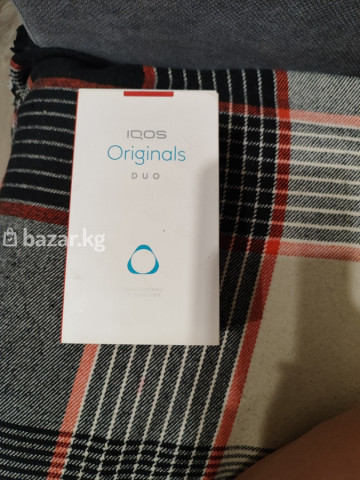 IQOS
Originals
DUO
bazar.kg